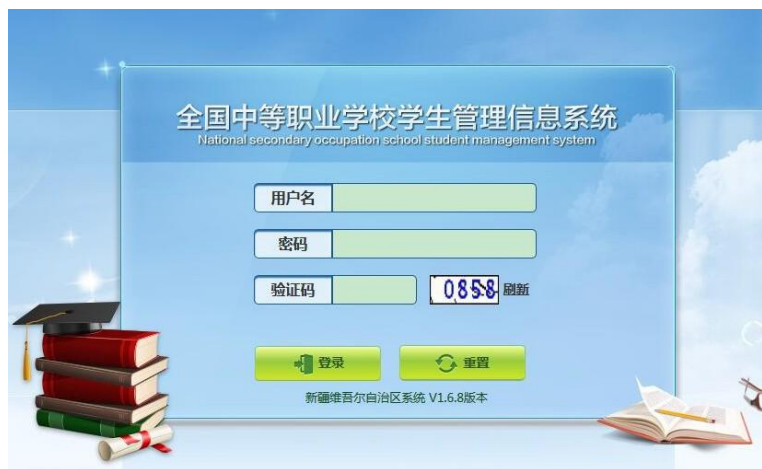 全国中等职业学校学生管理信息系统
National secondary occupation school student management system
用户名
密码
验证码 0858 刷新
登录 重置
新疆维吾尔自治区系统 V1.6.8版本